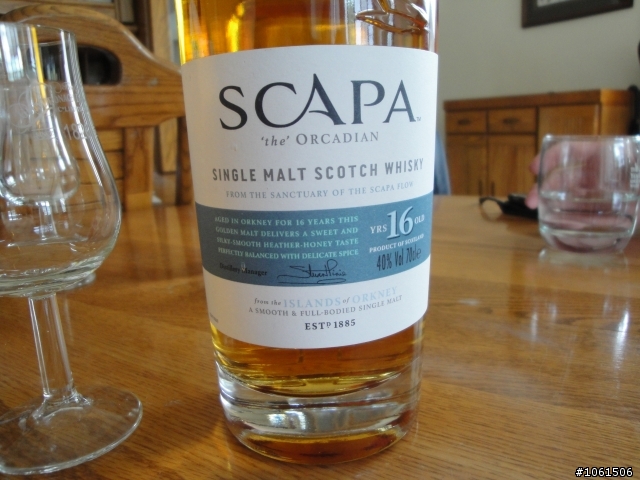 SCAPA
'the' ORCADIAN
SINGLE MALT SCOTCH WHISKY
FROM THE SANCTUARY OF THE SCAPA FLOW
AGED IN ORKNEY FOR 16 YEARS THIS
GOLDEN MALT DELIVERS A SWEET AND
SILKY-SMOOTH HEATHER-HONEY TASTE
PERFECTLY BALANCED WITH DELICATE SPICE
Distillery Manager
YRS 16 OLD
PRODUCT OF SCOTLAND
40% Vol 70cl e
from the ISLANDS of ORKNEY
A SMOOTH & FULL-BODIED SINGLE MALT
ESTD 1885
#1061506